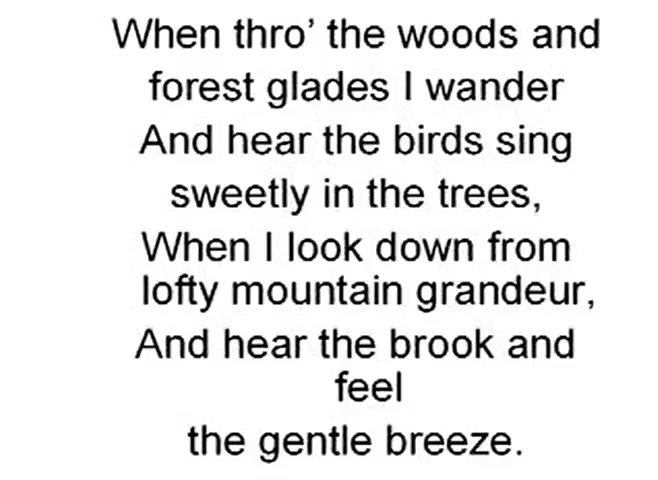 When thro’ the woods and
forest glades I wander
And hear the birds sing
sweetly in the trees,
When I look down from
lofty mountain grandeur,
And hear the brook and
feel
the gentle breeze.